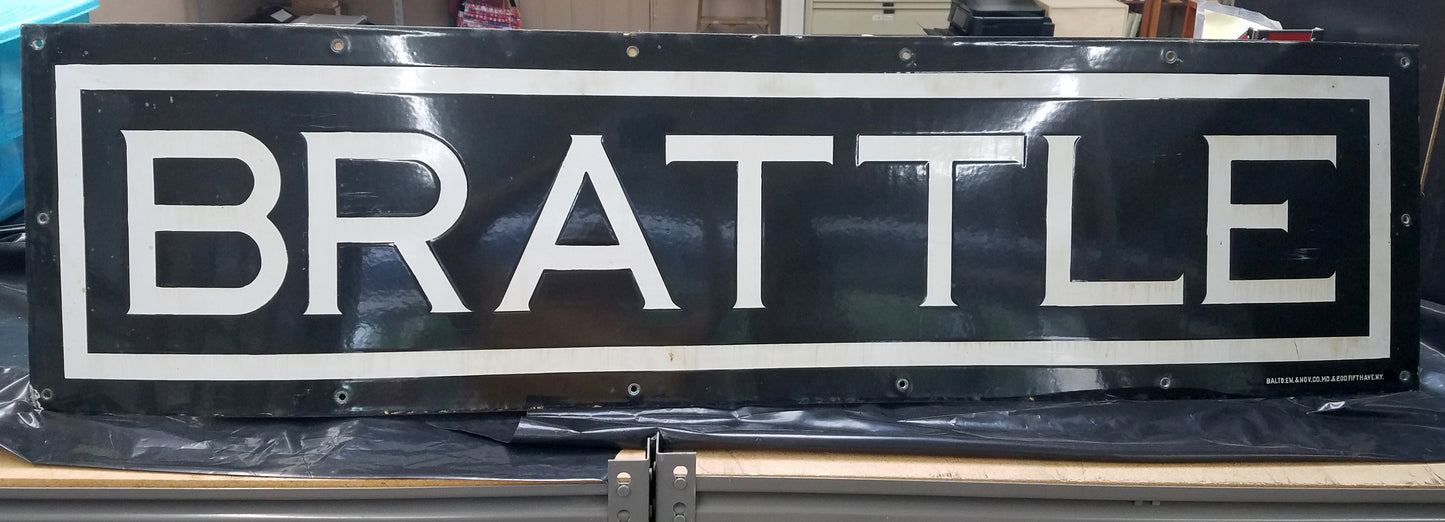 BRATTLE
BALTO.EN.&NOV.CO.MD.&200 FIFTH AVE.N.Y.